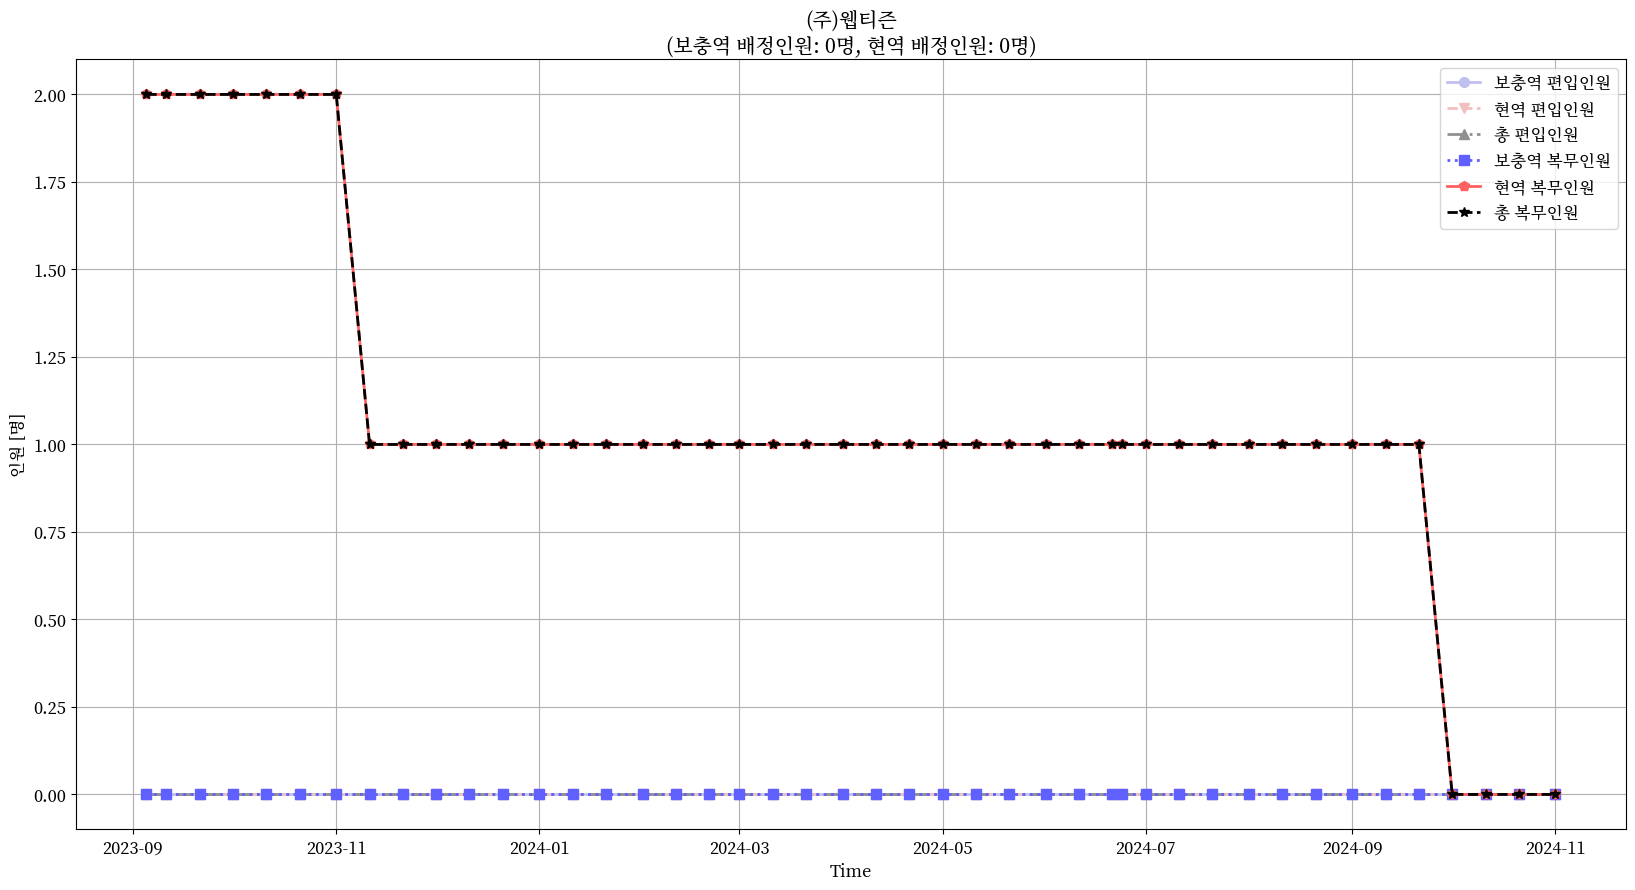 (주)웹티즌
(보충역 배정인원: 0명, 현역 배정인원: 0명)
보충역 편입인원
현역 편입인원
총 편입인원
보충역 복무인원
현역 복무인원
총 복무인원
인원 [명]
2.00
1.75
1.50
1.25
1.00
0.75
0.50
0.25
0.00
2023-09 2023-11 2024-01 2024-03 2024-05 2024-07 2024-09 2024-11
Time